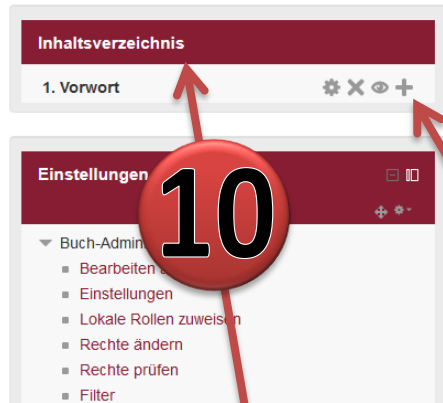 Inhaltsverzeichnis
1. Vorwort
Einstellungen
10
Buch-Admin
Bearbeiten
Einstellungen
Lokale Rollen zuweisen
Rechte ändern
Rechte prüfen
Filter